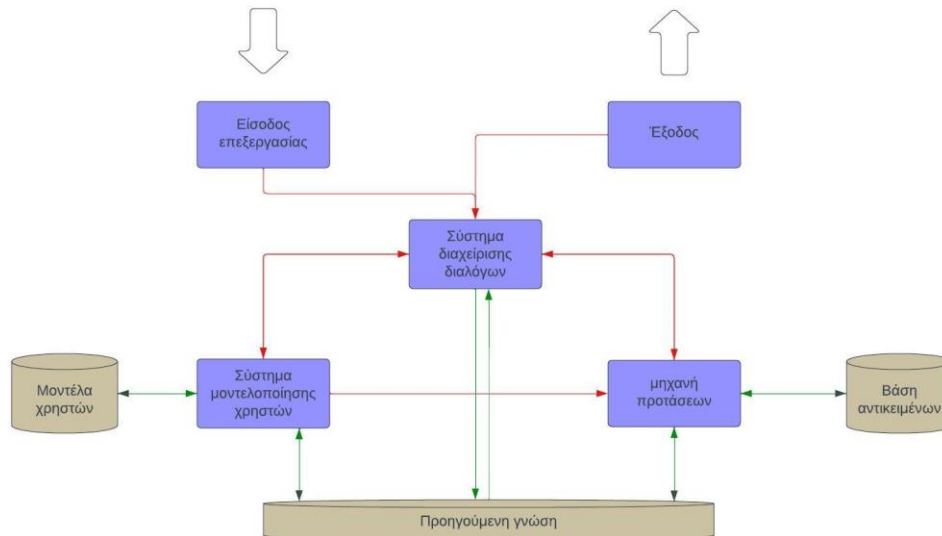 Είσοδος
επεξεργασίας
Έξοδος
Σύστημα
διαχείρισης
διαλόγων
Μοντέλα
χρηστών
Σύστημα
μοντελοποίησης
χρηστών
μηχανή
προτάσεων
Βάση
αντικειμένων
Προηγούμενη γνώση